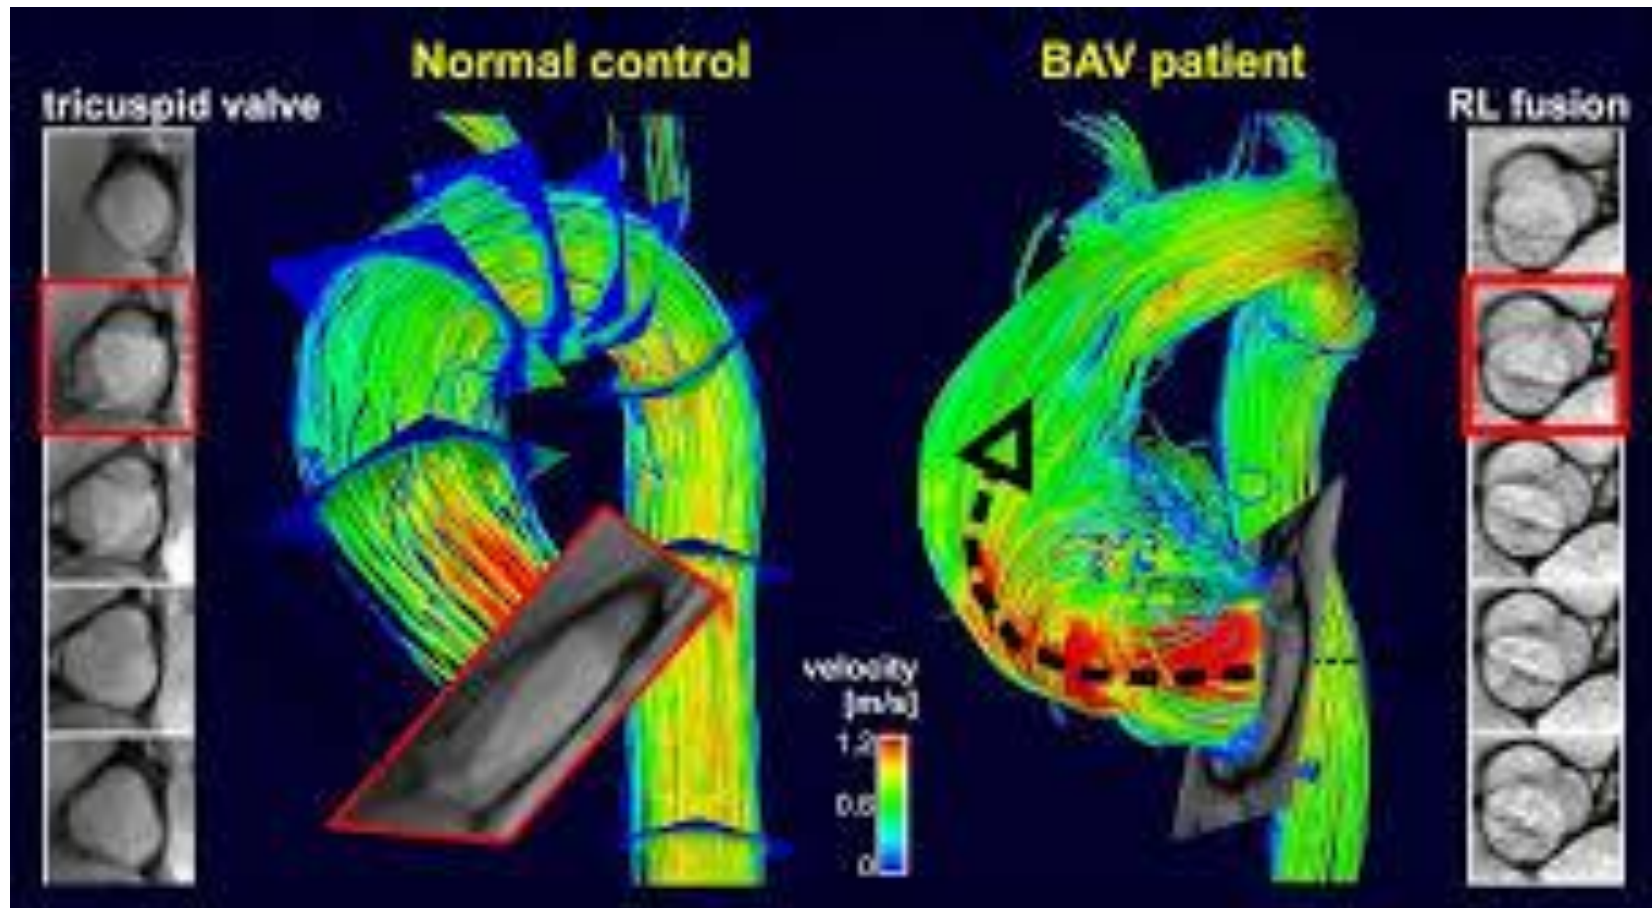 Normal control
BAV patient
tricuspid valve
RL fusion
velocity
[m/s]
1.2
0.6
0